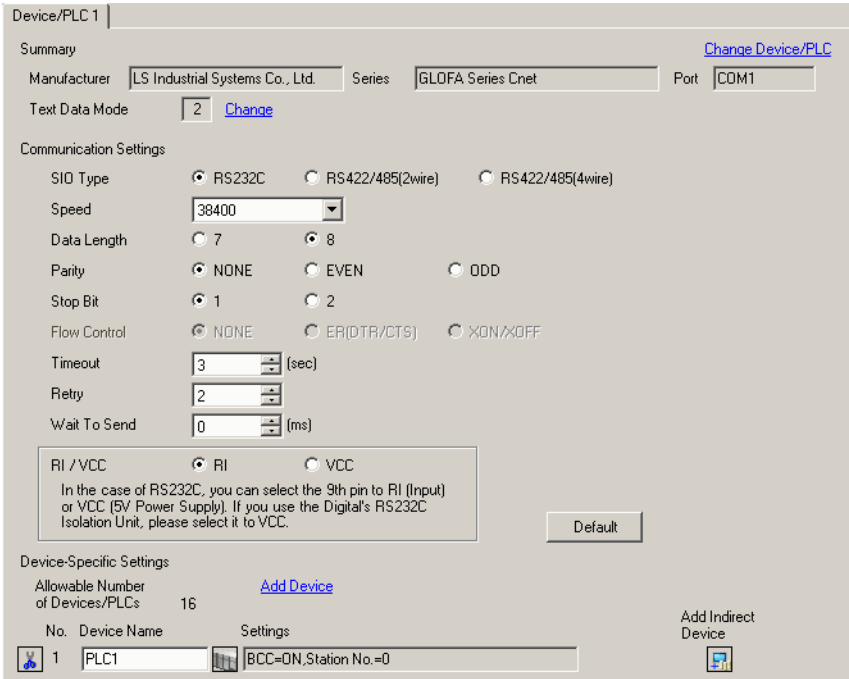 Device/PLC 1
Summary Change Device/PLC
Manufacturer LS Industrial Systems Co., Ltd. Series GLOFA Series Cnet Port COM1
Text Data Mode 2 Change
Communication Settings
SIO Type RS232C RS422/485(2wire) RS422/485(4wire)
Speed 38400
Data Length 7 8
Parity NONE EVEN ODD
Stop Bit 1 2
Flow Control NONE ER(DTR/CTS) XON/XOFF
Timeout 3 (sec)
Retry 2
Wait To Send 0 (ms)
RI / VCC RI VCC
In the case of RS232C, you can select the 9th pin to RI (Input)
or VCC (5V Power Supply). If you use the Digital's RS232C
Isolation Unit, please select it to VCC.
Default
Device-Specific Settings
Allowable Number Add Device
of Devices/PLCs 16
Add Indirect
No. Device Name Settings Device
1 PLC1 BCC=ON,Station No.=0